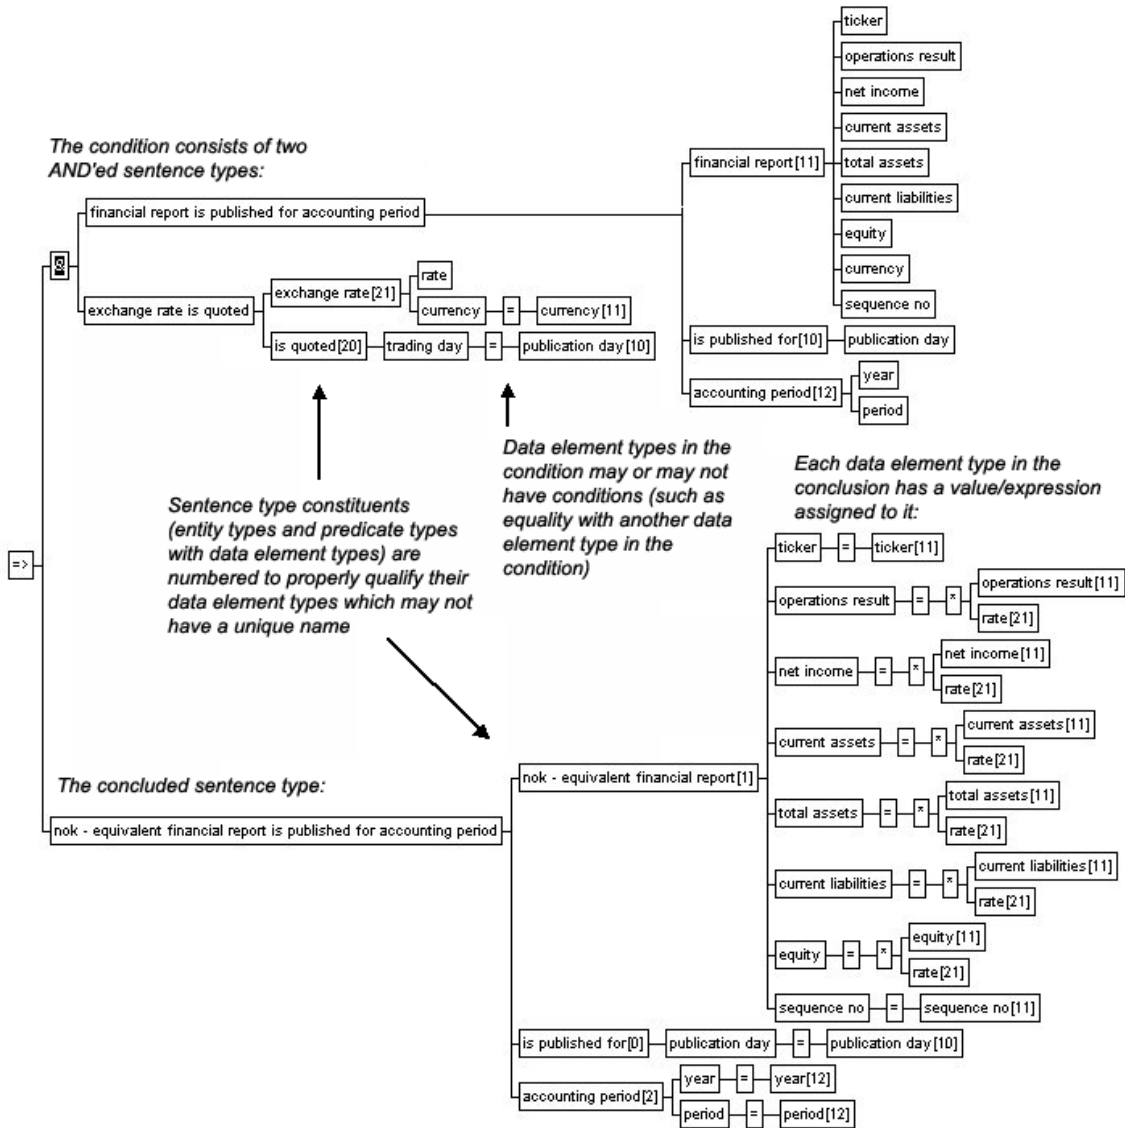 ticker
operations result
net income
current assets
total assets
current liabilities
equity
currency
sequence no
financial report[11]
The condition consists of two
AND'ed sentence types:
financial report is published for accounting period
&
exchange rate is quoted
exchange rate[21]
rate
currency = currency[11]
is quoted[20] trading day = publication day[10]
is published for[10] publication day
accounting period[12]
year
period
Data element types in the
condition may or may not
have conditions (such as
equality with another data
element type in the
condition)
Each data element type in the
conclusion has a value/expression
assigned to it:
Sentence type constituents
(entity types and predicate types
with data element types) are
numbered to properly qualify their
data element types which may not
have a unique name
=>
ticker = ticker[11]
operations result = * operations result[11]
rate[21]
net income = * net income[11]
rate[21]
current assets = * current assets[11]
rate[21]
nok - equivalent financial report[1]
total assets = * total assets[11]
rate[21]
current liabilities = * current liabilities[11]
rate[21]
equity = * equity[11]
rate[21]
sequence no = sequence no[11]
The concluded sentence type:
nok - equivalent financial report is published for accounting period
is published for[0] publication day = publication day[10]
accounting period[2]
year = year[12]
period = period[12]